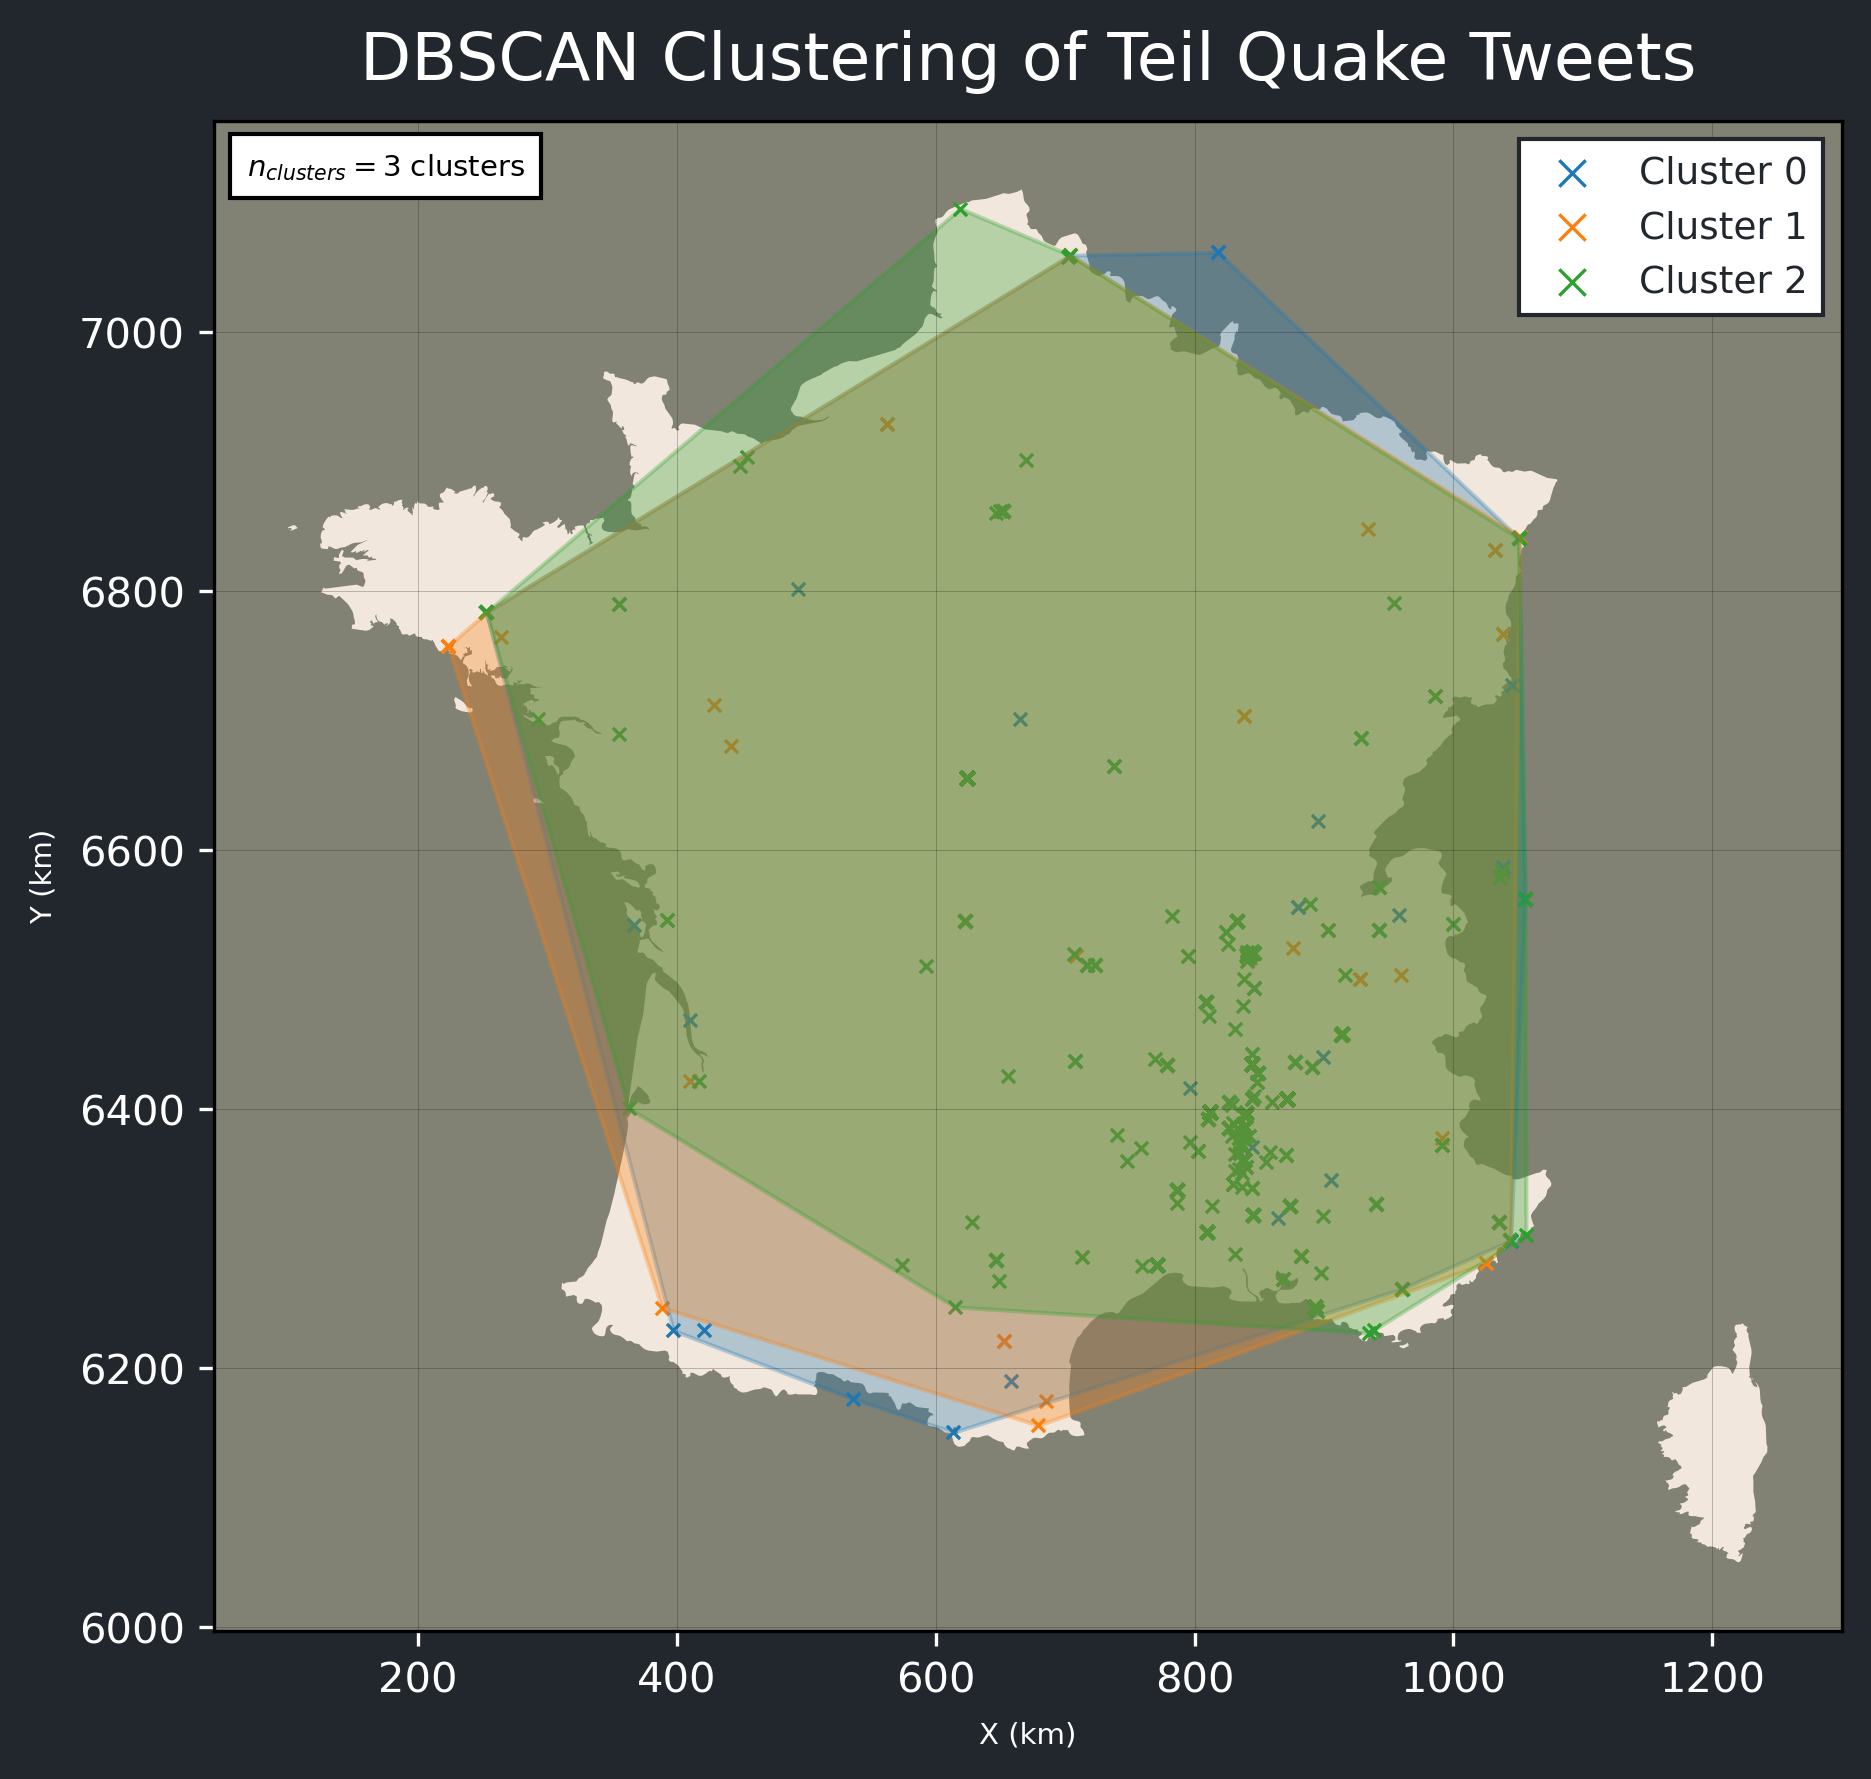 DBSCAN Clustering of Teil Quake Tweets
n_clusters = 3 clusters
Cluster 0
Cluster 1
Cluster 2
7000
6800
6600
6400
6200
6000
Y (km)
200 400 600 800 1000 1200
X (km)